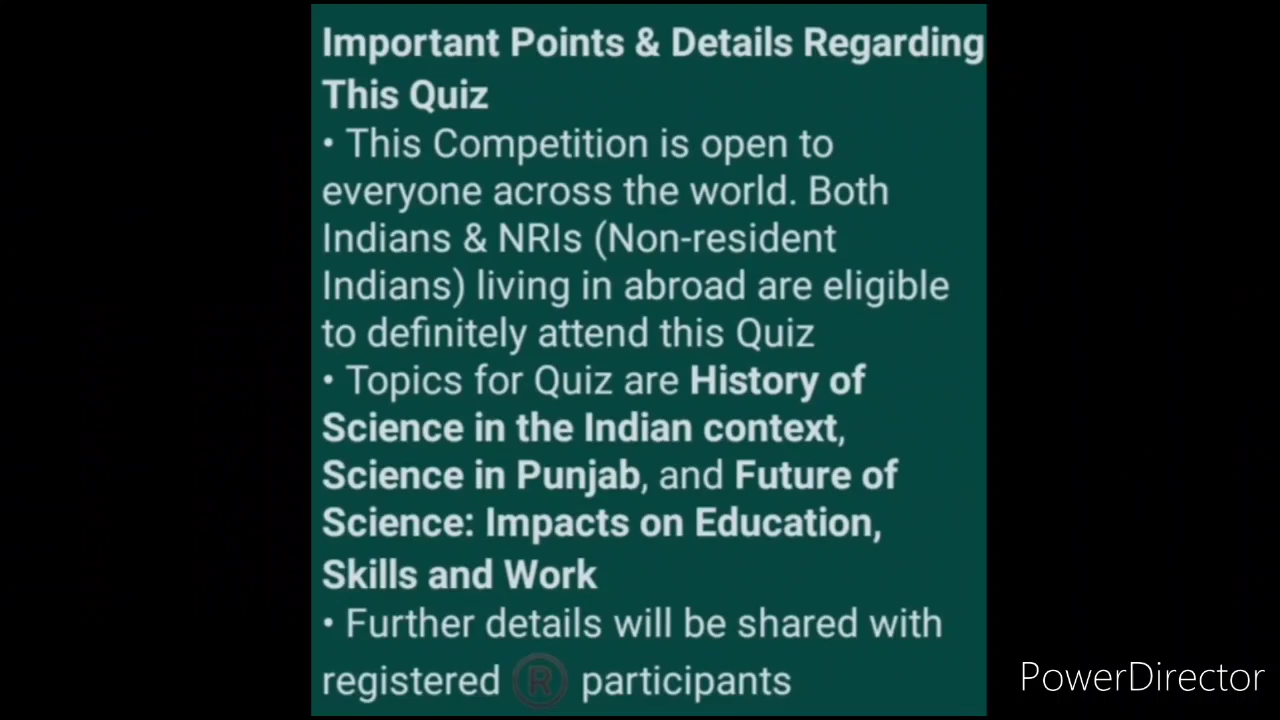 Important Points & Details Regarding
This Quiz
• This Competition is open to
everyone across the world. Both
Indians & NRIs (Non-resident
Indians) living in abroad are eligible
to definitely attend this Quiz
• Topics for Quiz are History of
Science in the Indian context,
Science in Punjab, and Future of
Science: Impacts on Education,
Skills and Work
• Further details will be shared with
registered ® participants
PowerDirector